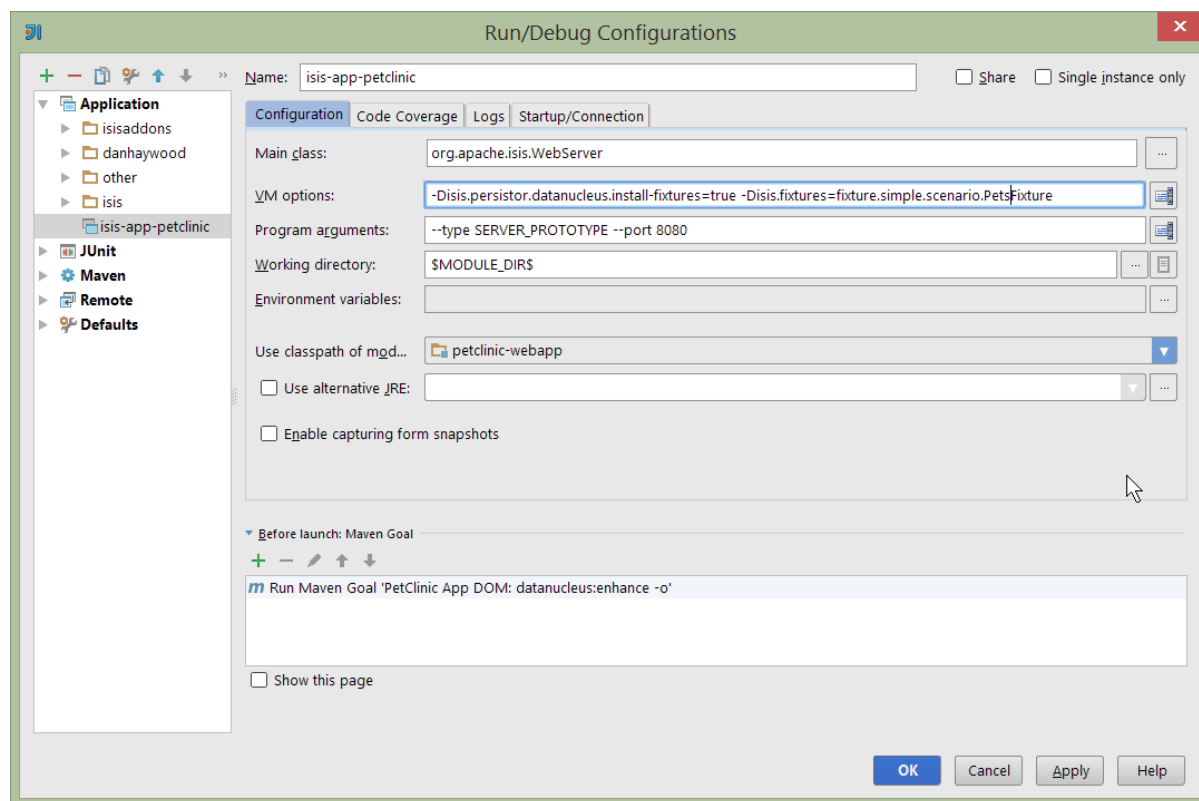 Run/Debug Configurations
Name: isis-app-petclinic Share Single instance only
Application
isisaddons
danhaywood
other
isis
isis-app-petclinic
JUnit
Maven
Remote
Defaults
Configuration Code Coverage Logs Startup/Connection
Main class: org.apache.isis.WebServer ...
VM options: -Disis.persistor.datanucleus.install-fixtures=true -Disis.fixtures=fixture.simple.scenario.PetsFixture
Program arguments: --type SERVER_PROTOTYPE --port 8080
Working directory: $MODULE_DIR$ ...
Environment variables: ...
Use classpath of mod... petclinic-webapp
Use alternative JRE: ...
Enable capturing form snapshots
Before launch: Maven Goal
m Run Maven Goal 'PetClinic App DOM: datanucleus:enhance -o'
Show this page
OK Cancel Apply Help